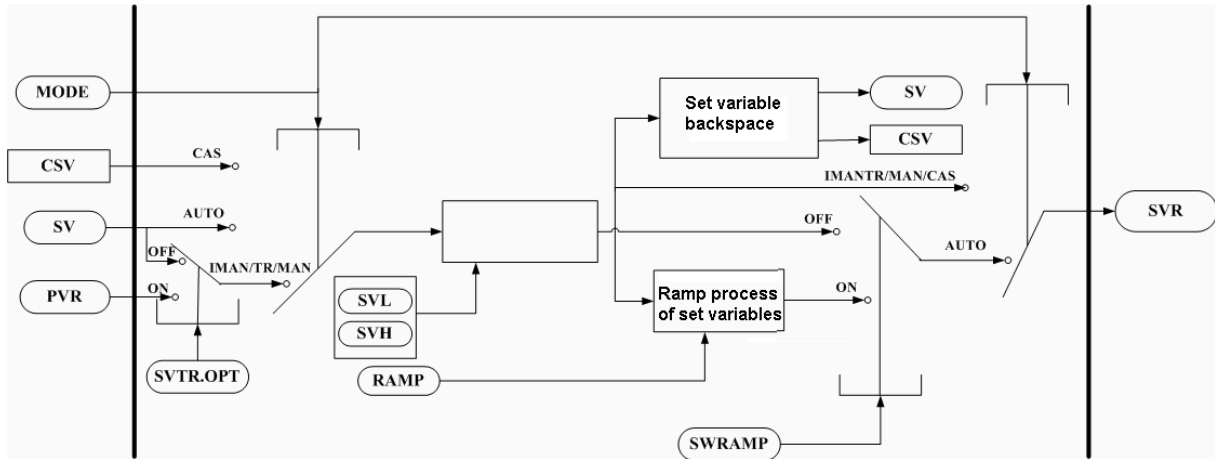 MODE
CSV
CAS
SV
AUTO
OFF
IMAN/TR/MAN
PVR
ON
SVTR.OPT
SVL
SVH
RAMP
Set variable
backspace
SV
CSV
IMANTR/MAN/CAS
OFF
AUTO
Ramp process
of set variables
ON
SWRAMP
SVR